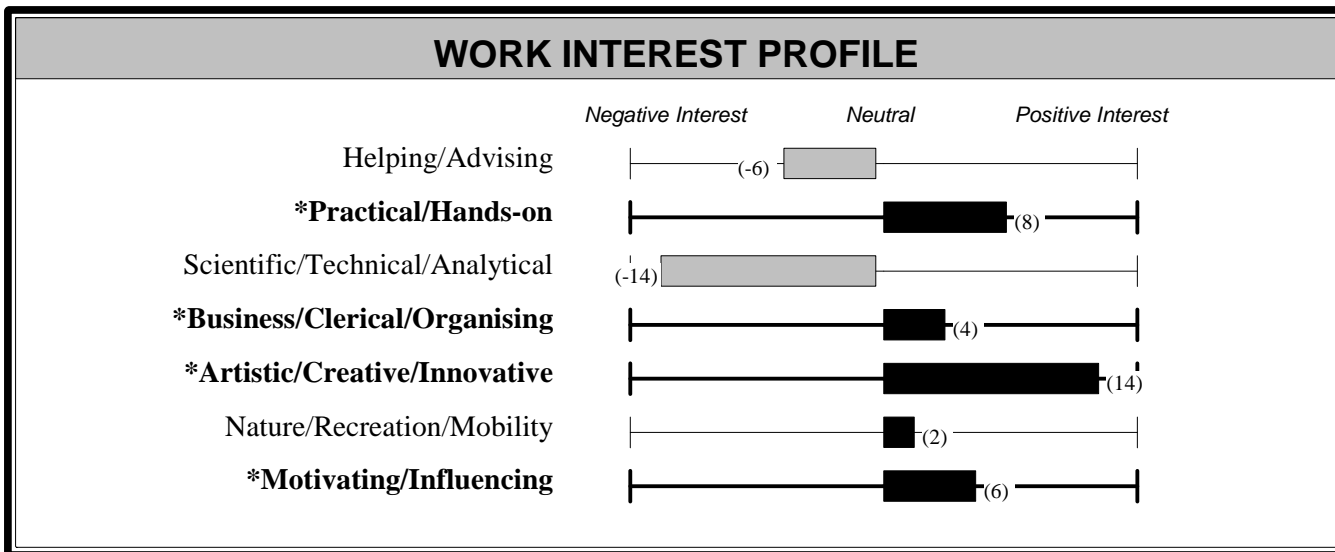 WORK INTEREST PROFILE
Negative Interest Neutral Positive Interest
Helping/Advising (-6)
*Practical/Hands-on (8)
Scientific/Technical/Analytical (-14)
*Business/Clerical/Organising (4)
*Artistic/Creative/Innovative (14)
Nature/Recreation/Mobility (2)
*Motivating/Influencing (6)